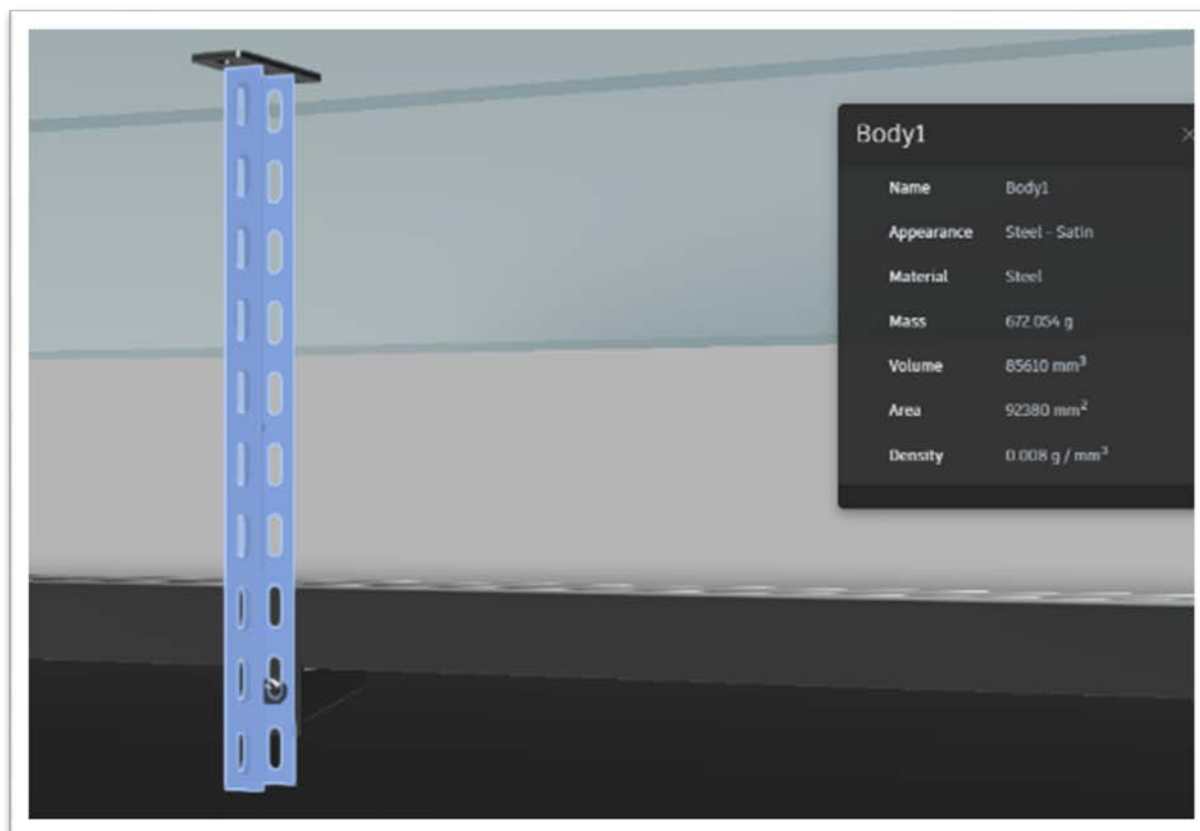 Body1
Name Body1
Appearance Steel - Satin
Material Steel
Mass 672.054 g
Volume 85610 mm³
Area 92380 mm²
Density 0.008 g / mm³